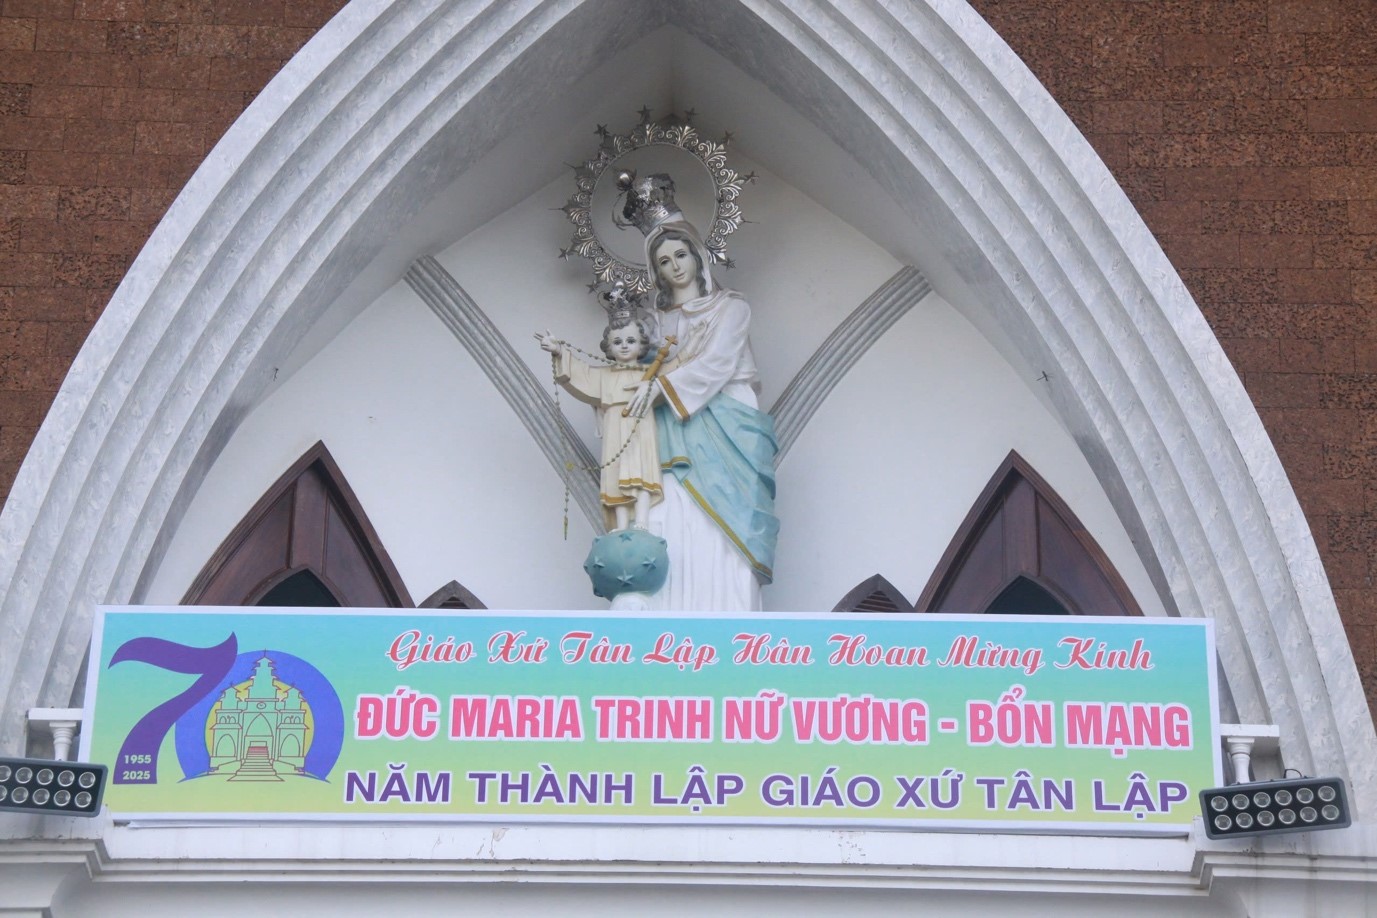 Giáo Xứ Tân Lập Hân Hoan Mừng Kính
ĐỨC MARIA TRINH NỮ VƯƠNG - BỔN MẠNG
70 NĂM THÀNH LẬP GIÁO XỨ TÂN LẬP
1955
2025